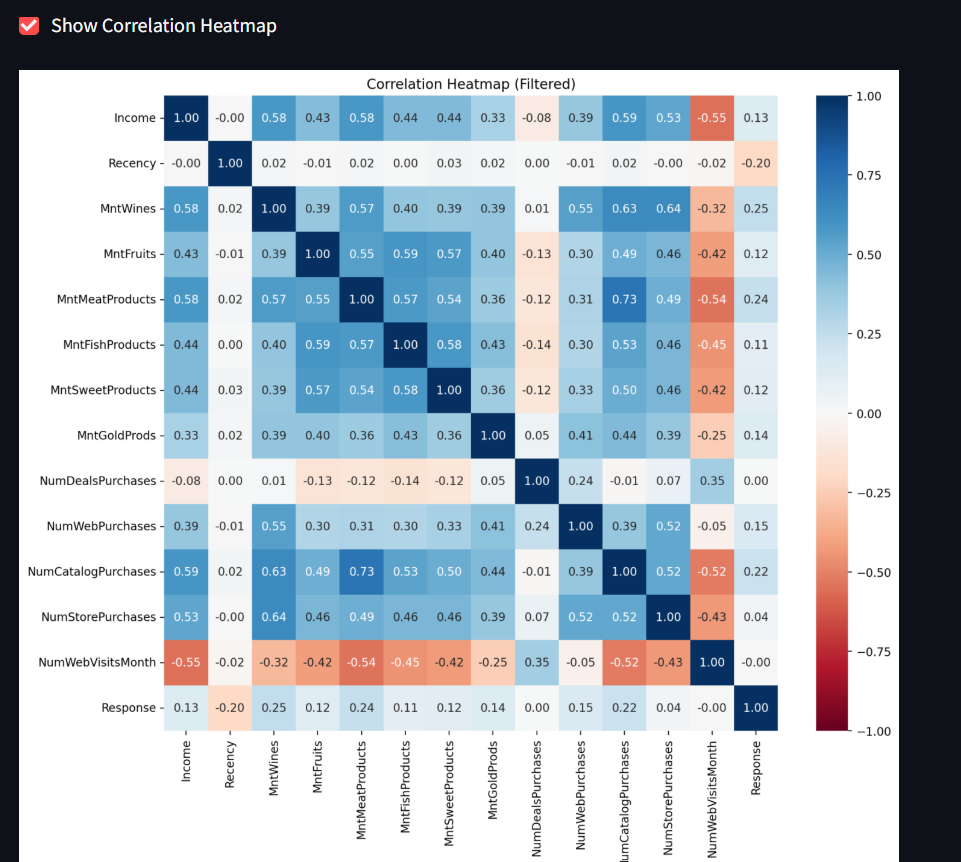 Show Correlation Heatmap
Correlation Heatmap (Filtered)
Income 1.00 -0.00 0.58 0.43 0.58 0.44 0.44 0.33 -0.08 0.39 0.59 0.53 -0.55 0.13
Recency -0.00 1.00 0.02 -0.01 0.02 0.00 0.03 0.02 0.00 -0.01 0.02 -0.00 -0.02 -0.20
MntWines 0.58 0.02 1.00 0.39 0.57 0.40 0.39 0.39 0.01 0.55 0.63 0.64 -0.32 0.25
MntFruits 0.43 -0.01 0.39 1.00 0.55 0.59 0.57 0.40 -0.13 0.30 0.49 0.46 -0.42 0.12
MntMeatProducts 0.58 0.02 0.57 0.55 1.00 0.57 0.54 0.36 -0.12 0.31 0.73 0.49 -0.54 0.24
MntFishProducts 0.44 0.00 0.40 0.59 0.57 1.00 0.58 0.43 -0.14 0.30 0.53 0.46 -0.45 0.11
MntSweetProducts 0.44 0.03 0.39 0.57 0.54 0.58 1.00 0.36 -0.12 0.33 0.50 0.46 -0.42 0.12
MntGoldProds 0.33 0.02 0.39 0.40 0.36 0.43 0.36 1.00 0.05 0.41 0.44 0.39 -0.25 0.14
NumDealsPurchases -0.08 0.00 0.01 -0.13 -0.12 -0.14 -0.12 0.05 1.00 0.24 -0.01 0.07 0.35 0.00
NumWebPurchases 0.39 -0.01 0.55 0.30 0.31 0.30 0.33 0.41 0.24 1.00 0.39 0.52 -0.05 0.15
NumCatalogPurchases 0.59 0.02 0.63 0.49 0.73 0.53 0.50 0.44 -0.01 0.39 1.00 0.52 -0.52 0.22
NumStorePurchases 0.53 -0.00 0.64 0.46 0.49 0.46 0.46 0.39 0.07 0.52 0.52 1.00 -0.43 0.04
NumWebVisitsMonth -0.55 -0.02 -0.32 -0.42 -0.54 -0.45 -0.42 -0.25 0.35 -0.05 -0.52 -0.43 1.00 -0.00
Response 0.13 -0.20 0.25 0.12 0.24 0.11 0.12 0.14 0.00 0.15 0.22 0.04 -0.00 1.00
Income
Recency
MntWines
MntFruits
MntMeatProducts
MntFishProducts
MntSweetProducts
MntGoldProds
NumDealsPurchases
NumWebPurchases
umCatalogPurchases
NumStorePurchases
NumWebVisitsMonth
Response
1.00
0.75
0.50
0.25
0.00
−0.25
−0.50
−0.75
−1.00